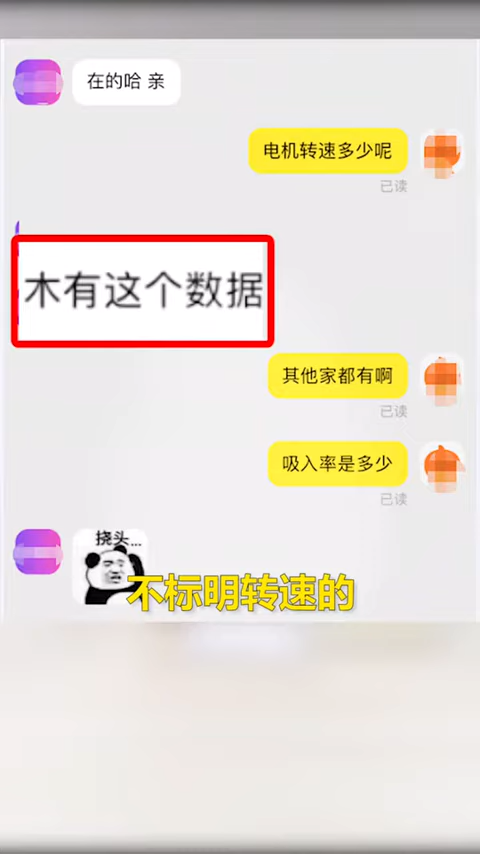 在的哈 亲
电机转速多少呢
已读
木有这个数据
其他家都有啊
已读
吸入率是多少
已读
挠头...
不标明转速的